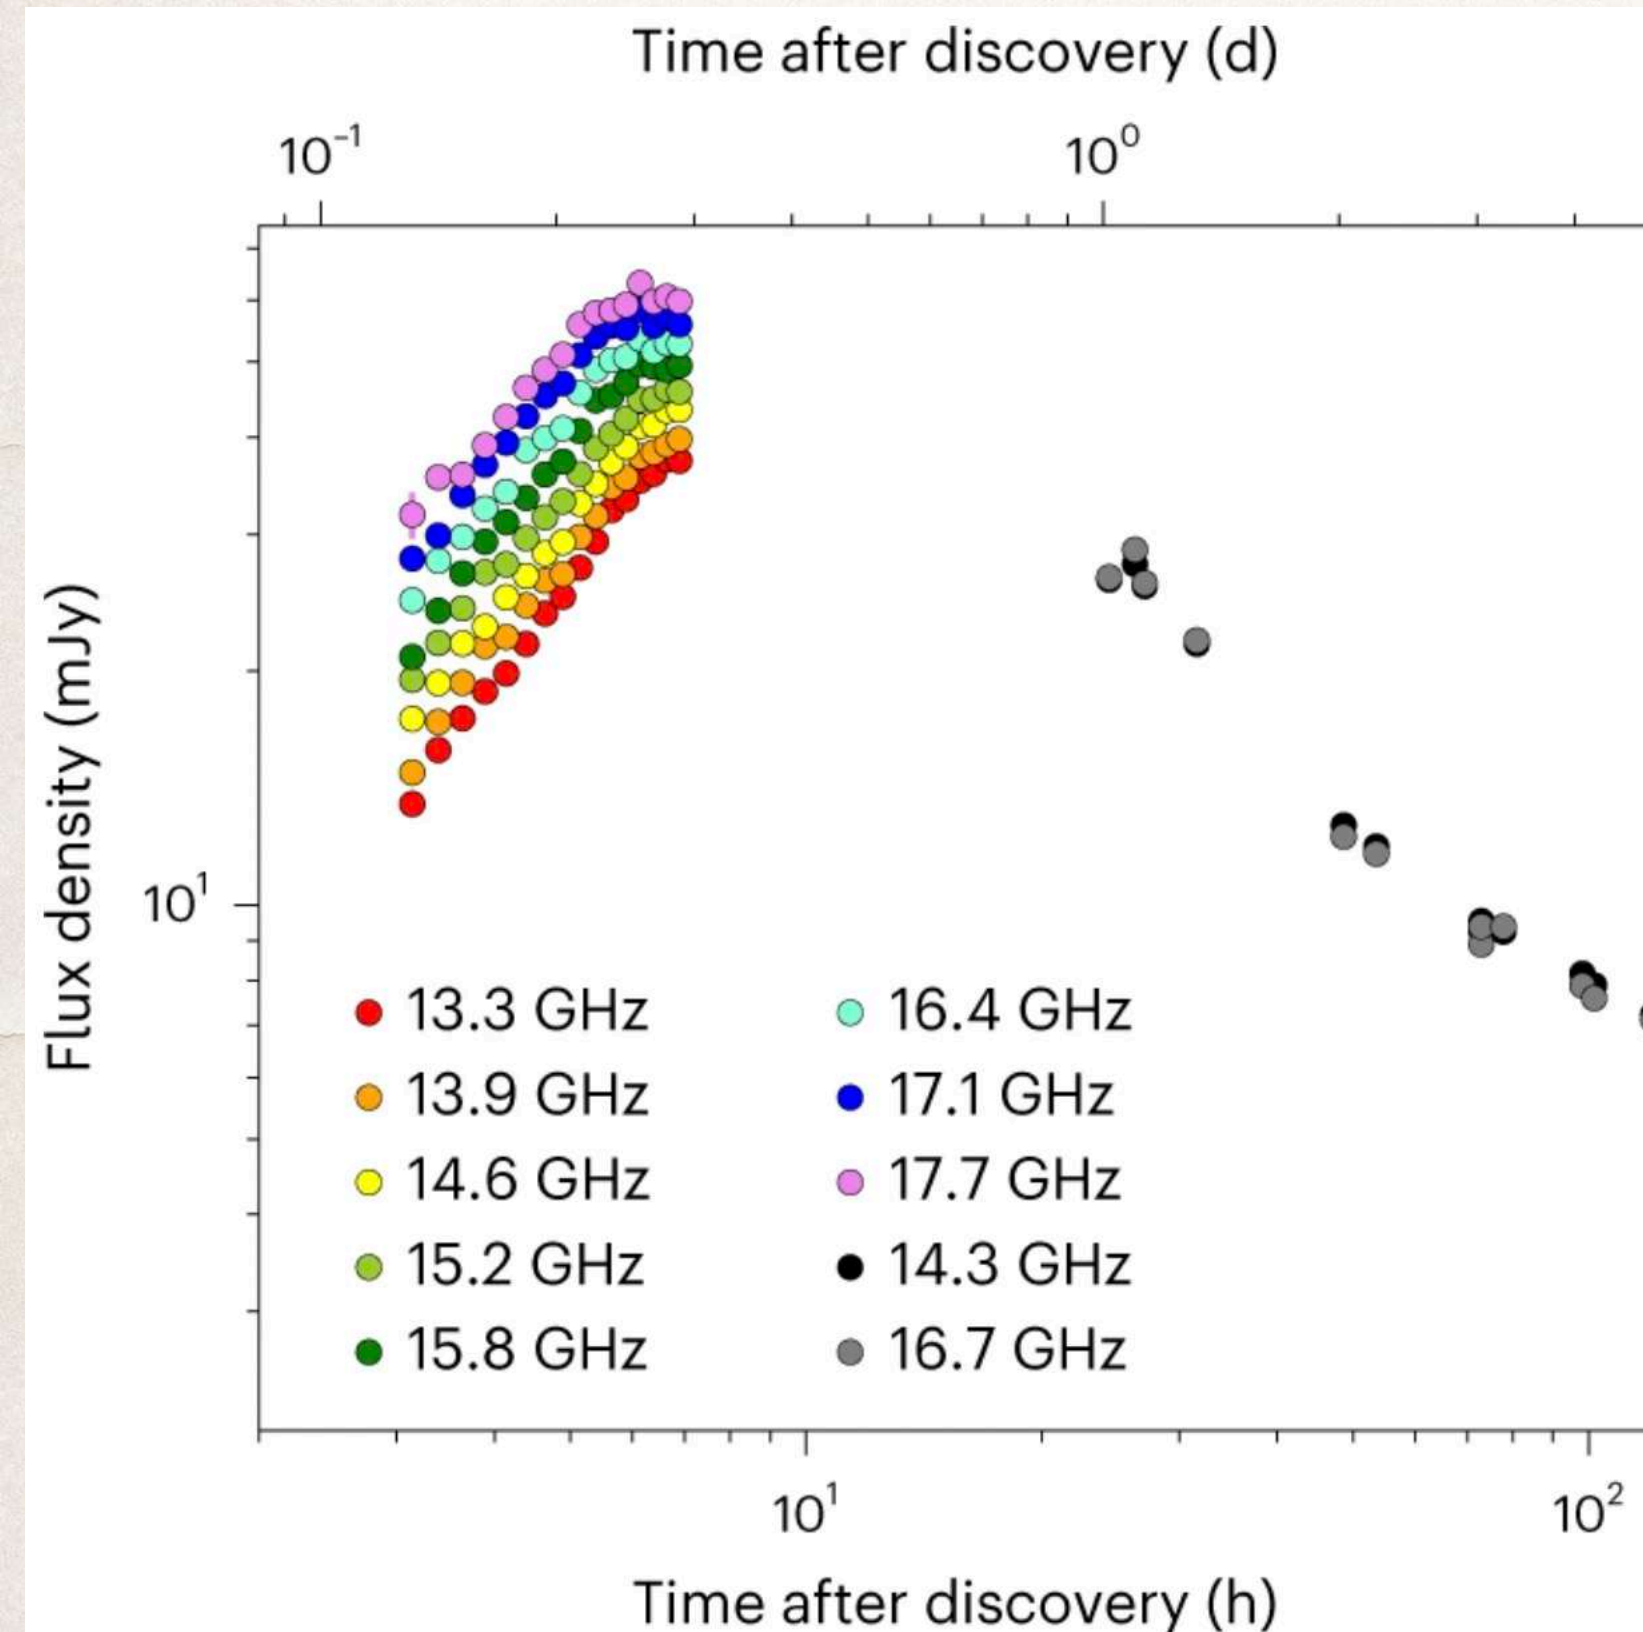 Time after discovery (d)
10⁻¹ 10⁰
Flux density (mJy)
10¹
13.3 GHz 16.4 GHz
13.9 GHz 17.1 GHz
14.6 GHz 17.7 GHz
15.2 GHz 14.3 GHz
15.8 GHz 16.7 GHz
10¹ 10²
Time after discovery (h)